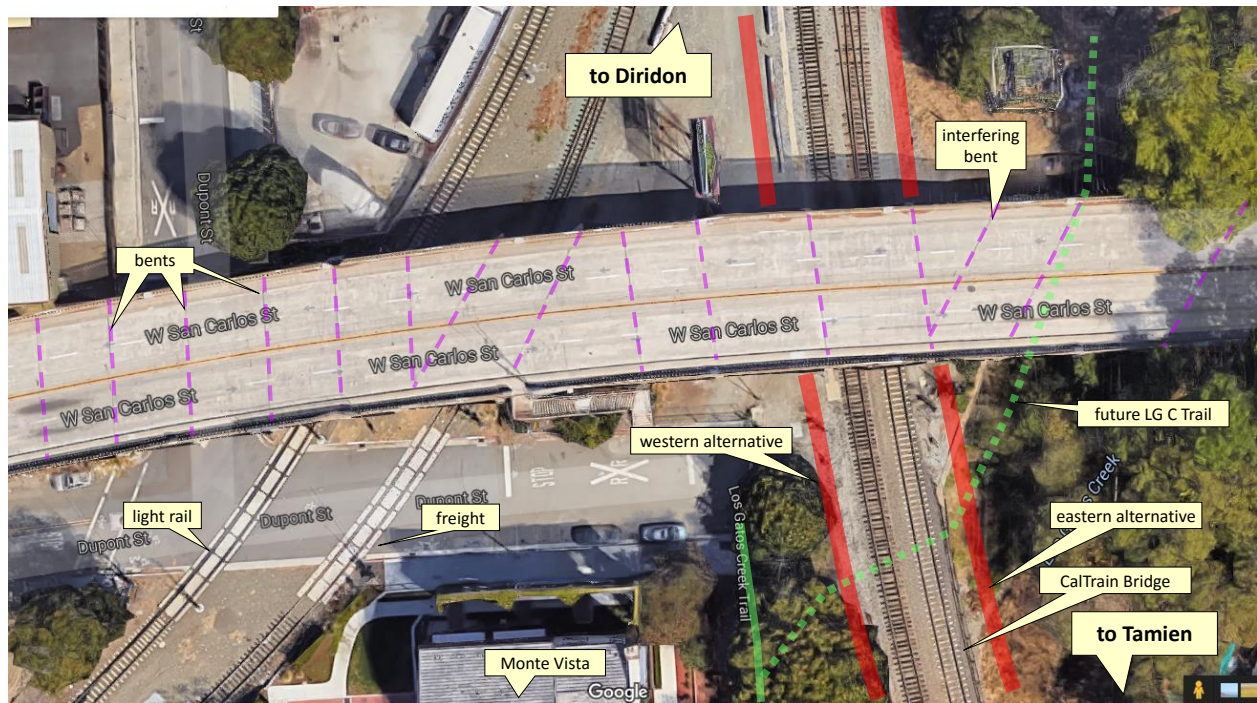 St
to Diridon
interfering
bent
Dupont St
bents
W San Carlos St
W San Carlos St
W San Carlos St
W San Carlos St
W San Carlos St
W San Carlos St
future LG C Trail
western alternative
STOP
R R
Los Gatos Creek Trail
Creek
light rail
Dupont St
freight
Dupont St
Dupont St
eastern alternative
CalTrain Bridge
to Tamien
Monte Vista
Google